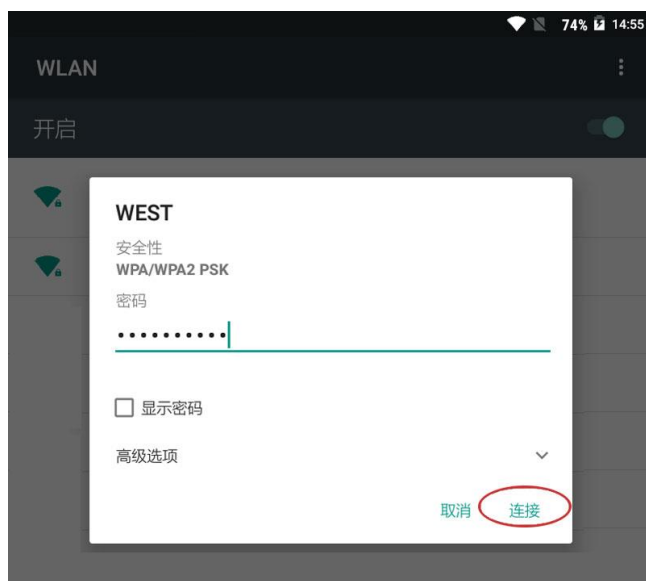 74% 14:55
WLAN
开启
WEST
安全性
WPA/WPA2 PSK
密码
••••••••••
显示密码
高级选项
取消 连接